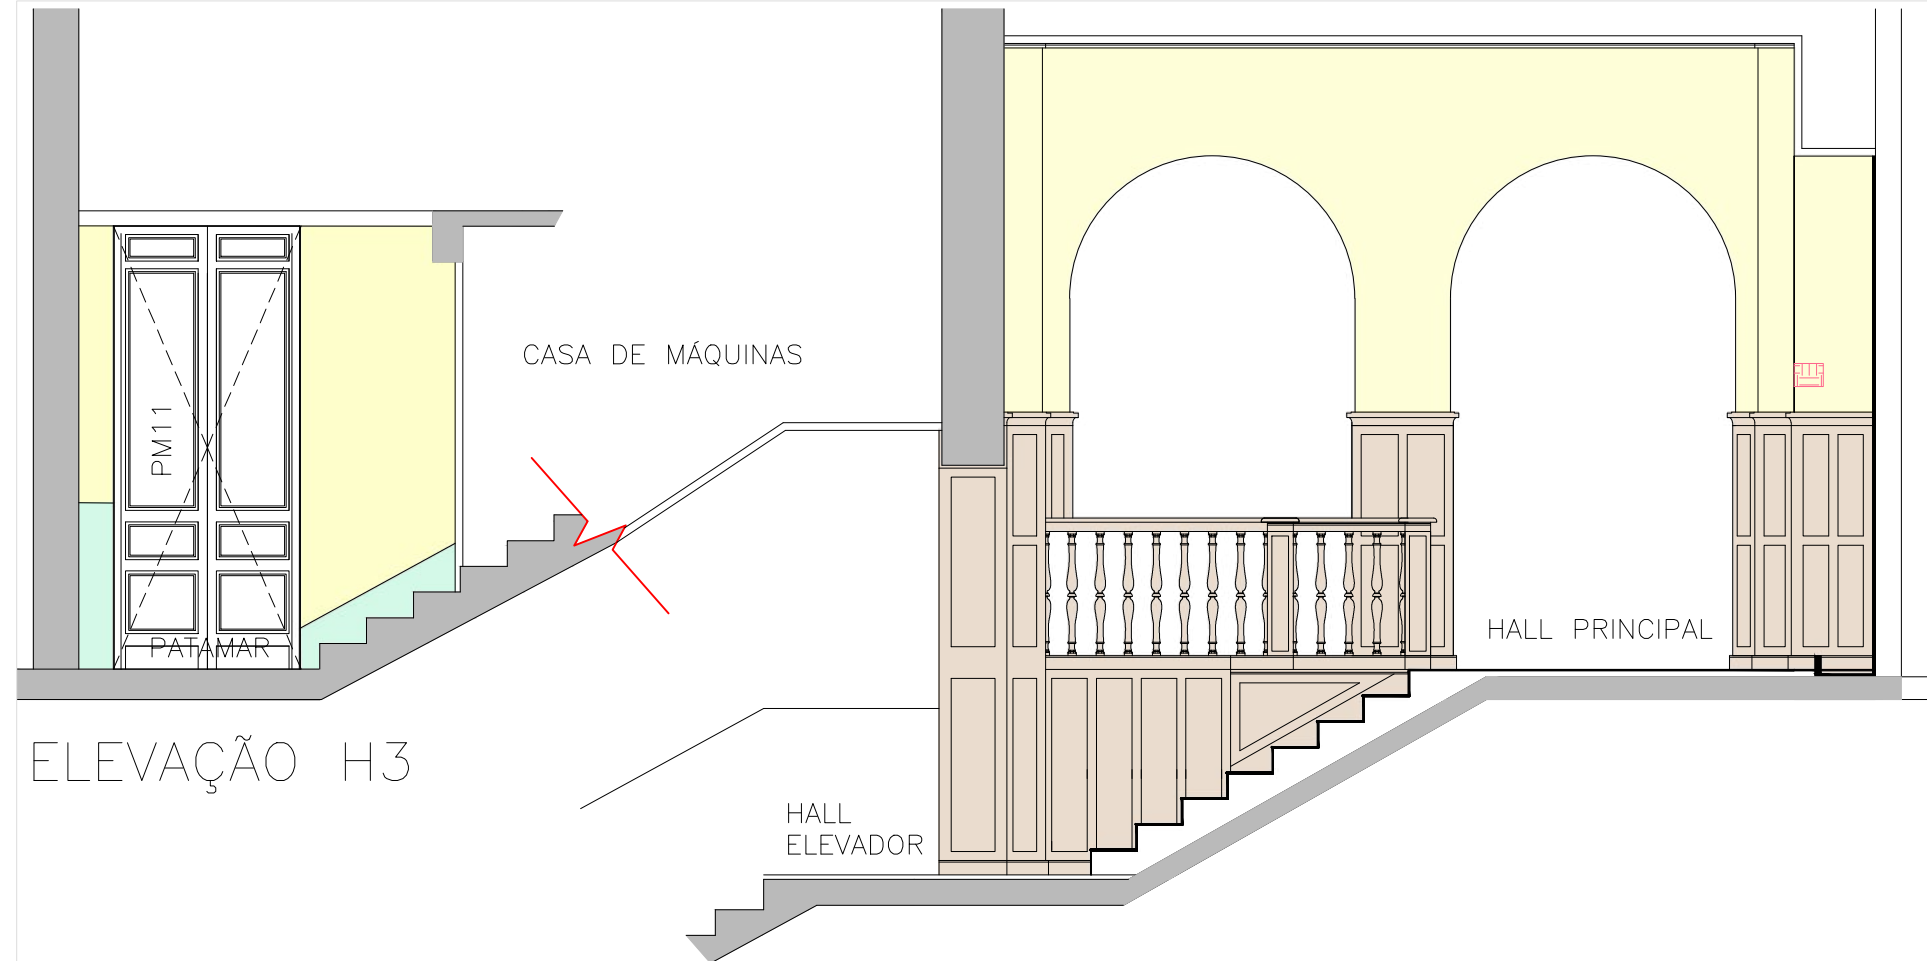 CASA DE MÁQUINAS
PM11
PATAMAR
HALL PRINCIPAL
ELEVAÇÃO H3
HALL
ELEVADOR